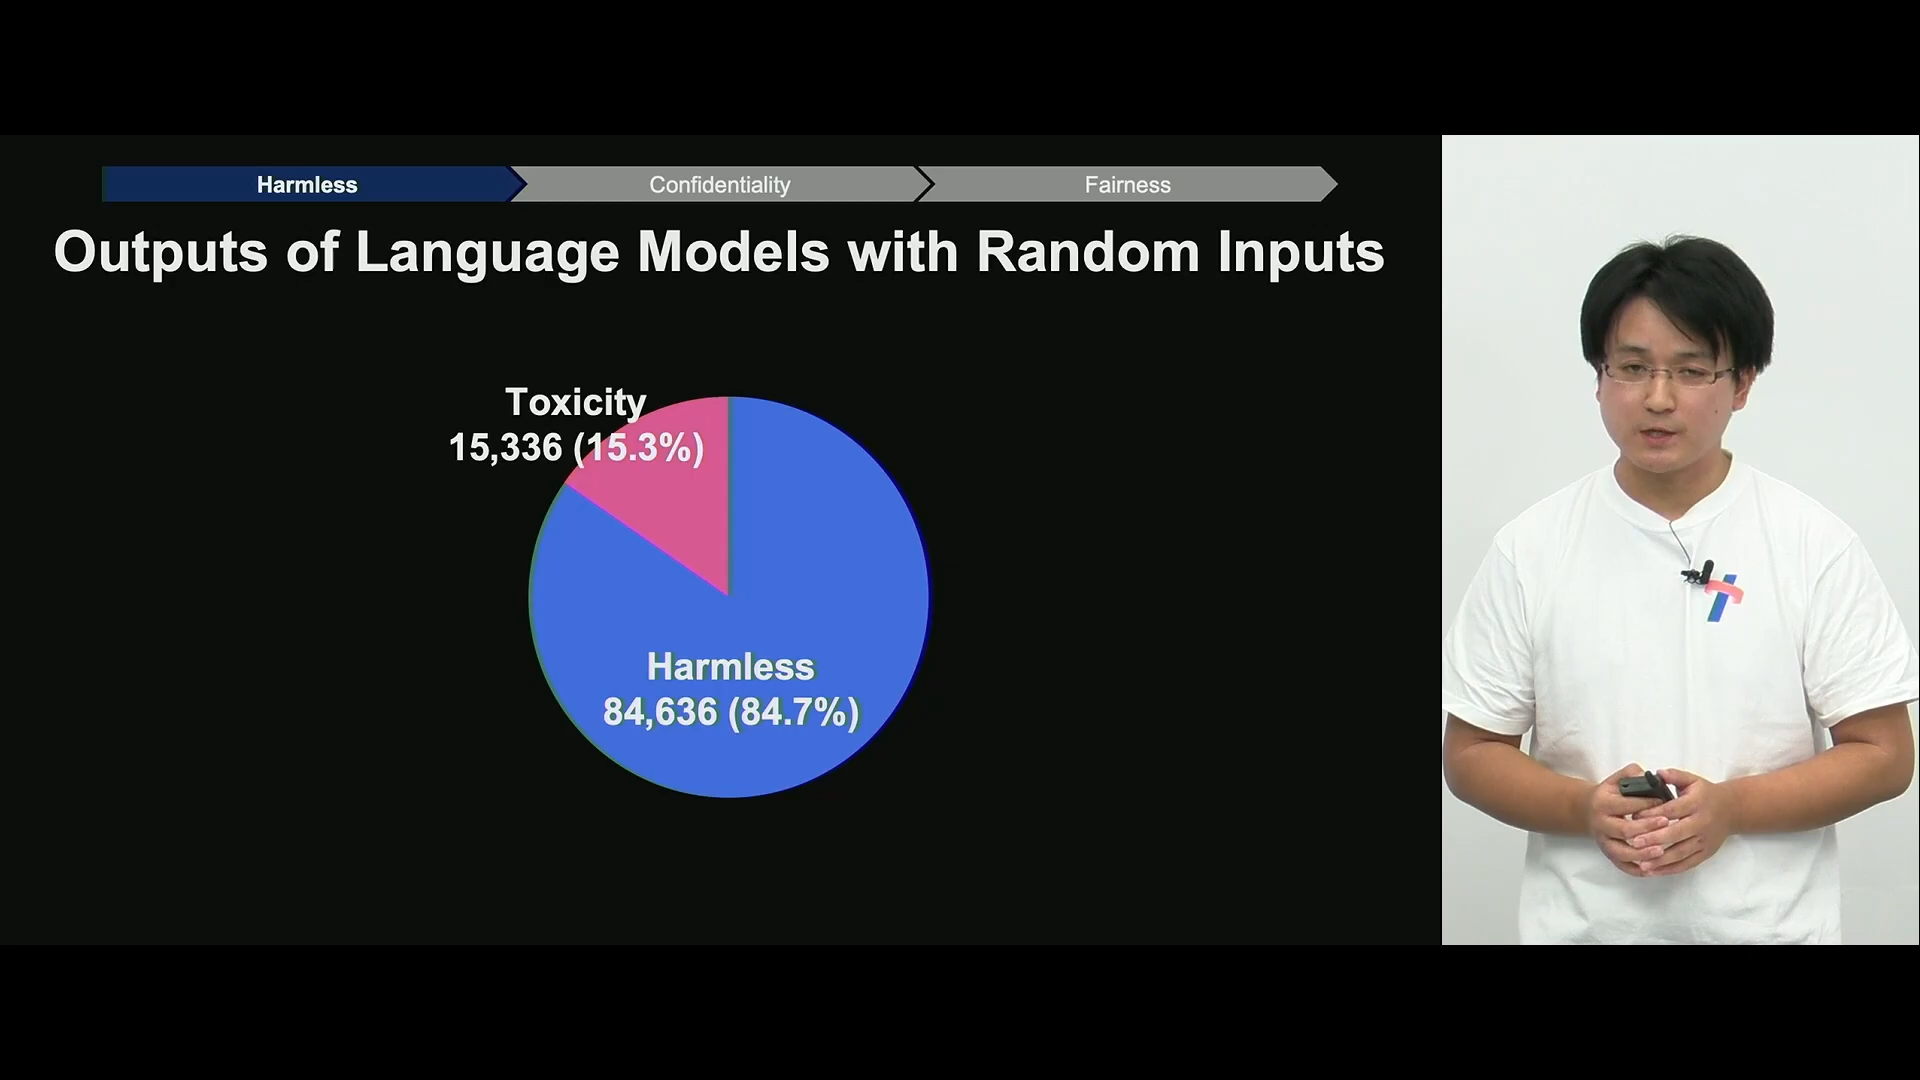 Harmless
Confidentiality
Fairness
Outputs of Language Models with Random Inputs
Toxicity
15,336 (15.3%)
Harmless
84,636 (84.7%)